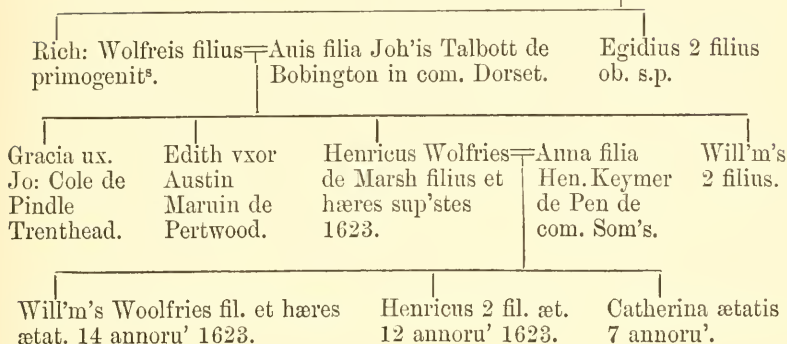 Rich: Wolfreis filius
primogenitˢ.
Auis filia Joh'is Talbott de
Bobington in com. Dorset.
Egidius 2 filius
ob. s.p.
Gracia ux.
Jo: Cole de
Pindle
Trenthead.
Edith vxor
Austin
Maruin de
Pertwood.
Henricus Wolfries
de Marsh filius et
hæres sup'stes
1623.
Anna filia
Hen. Keymer
de Pen de
com. Som's.
Will'm's
2 filius.
Will'm's Woolfries fil. et hæres
ætat. 14 annoru' 1623.
Henricus 2 fil. æt.
12 annoru' 1623.
Catherina ætatis
7 annoru'.